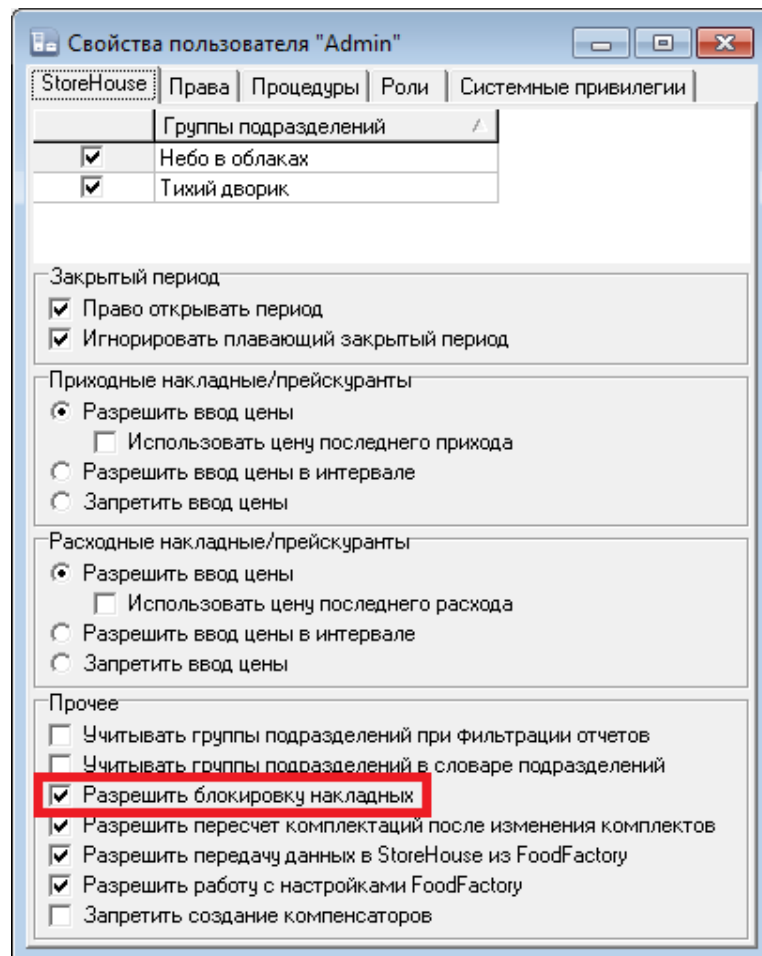 Свойства пользователя "Admin"
StoreHouse Права Процедуры Роли Системные привилегии
Группы подразделений
Небо в облаках
Тихий дворик
Закрытый период
Право открывать период
Игнорировать плавающий закрытый период
Приходные накладные/прейскуранты
Разрешить ввод цены
Использовать цену последнего прихода
Разрешить ввод цены в интервале
Запретить ввод цены
Расходные накладные/прейскуранты
Разрешить ввод цены
Использовать цену последнего расхода
Разрешить ввод цены в интервале
Запретить ввод цены
Прочее
Учитывать группы подразделений при фильтрации отчетов
Учитывать группы подразделений в словаре подразделений
Разрешить блокировку накладных
Разрешить пересчет комплектаций после изменения комплектов
Разрешить передачу данных в StoreHouse из FoodFactory
Разрешить работу с настройками FoodFactory
Запретить создание компенсаторов